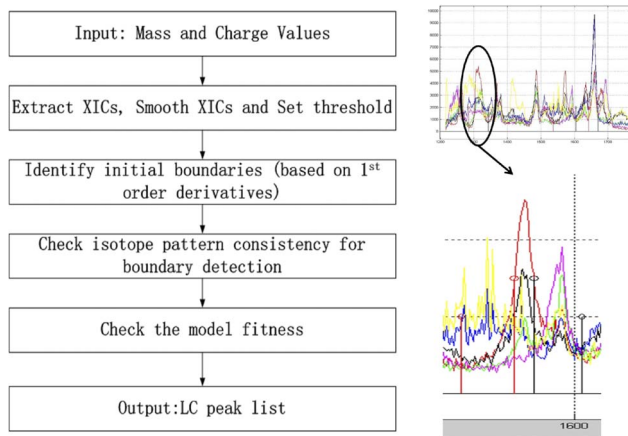 Input: Mass and Charge Values
Extract XICs, Smooth XICs and Set threshold
Identify initial boundaries (based on 1st
order derivatives)
Check isotope pattern consistency for
boundary detection
Check the model fitness
Output:LC peak list
1600